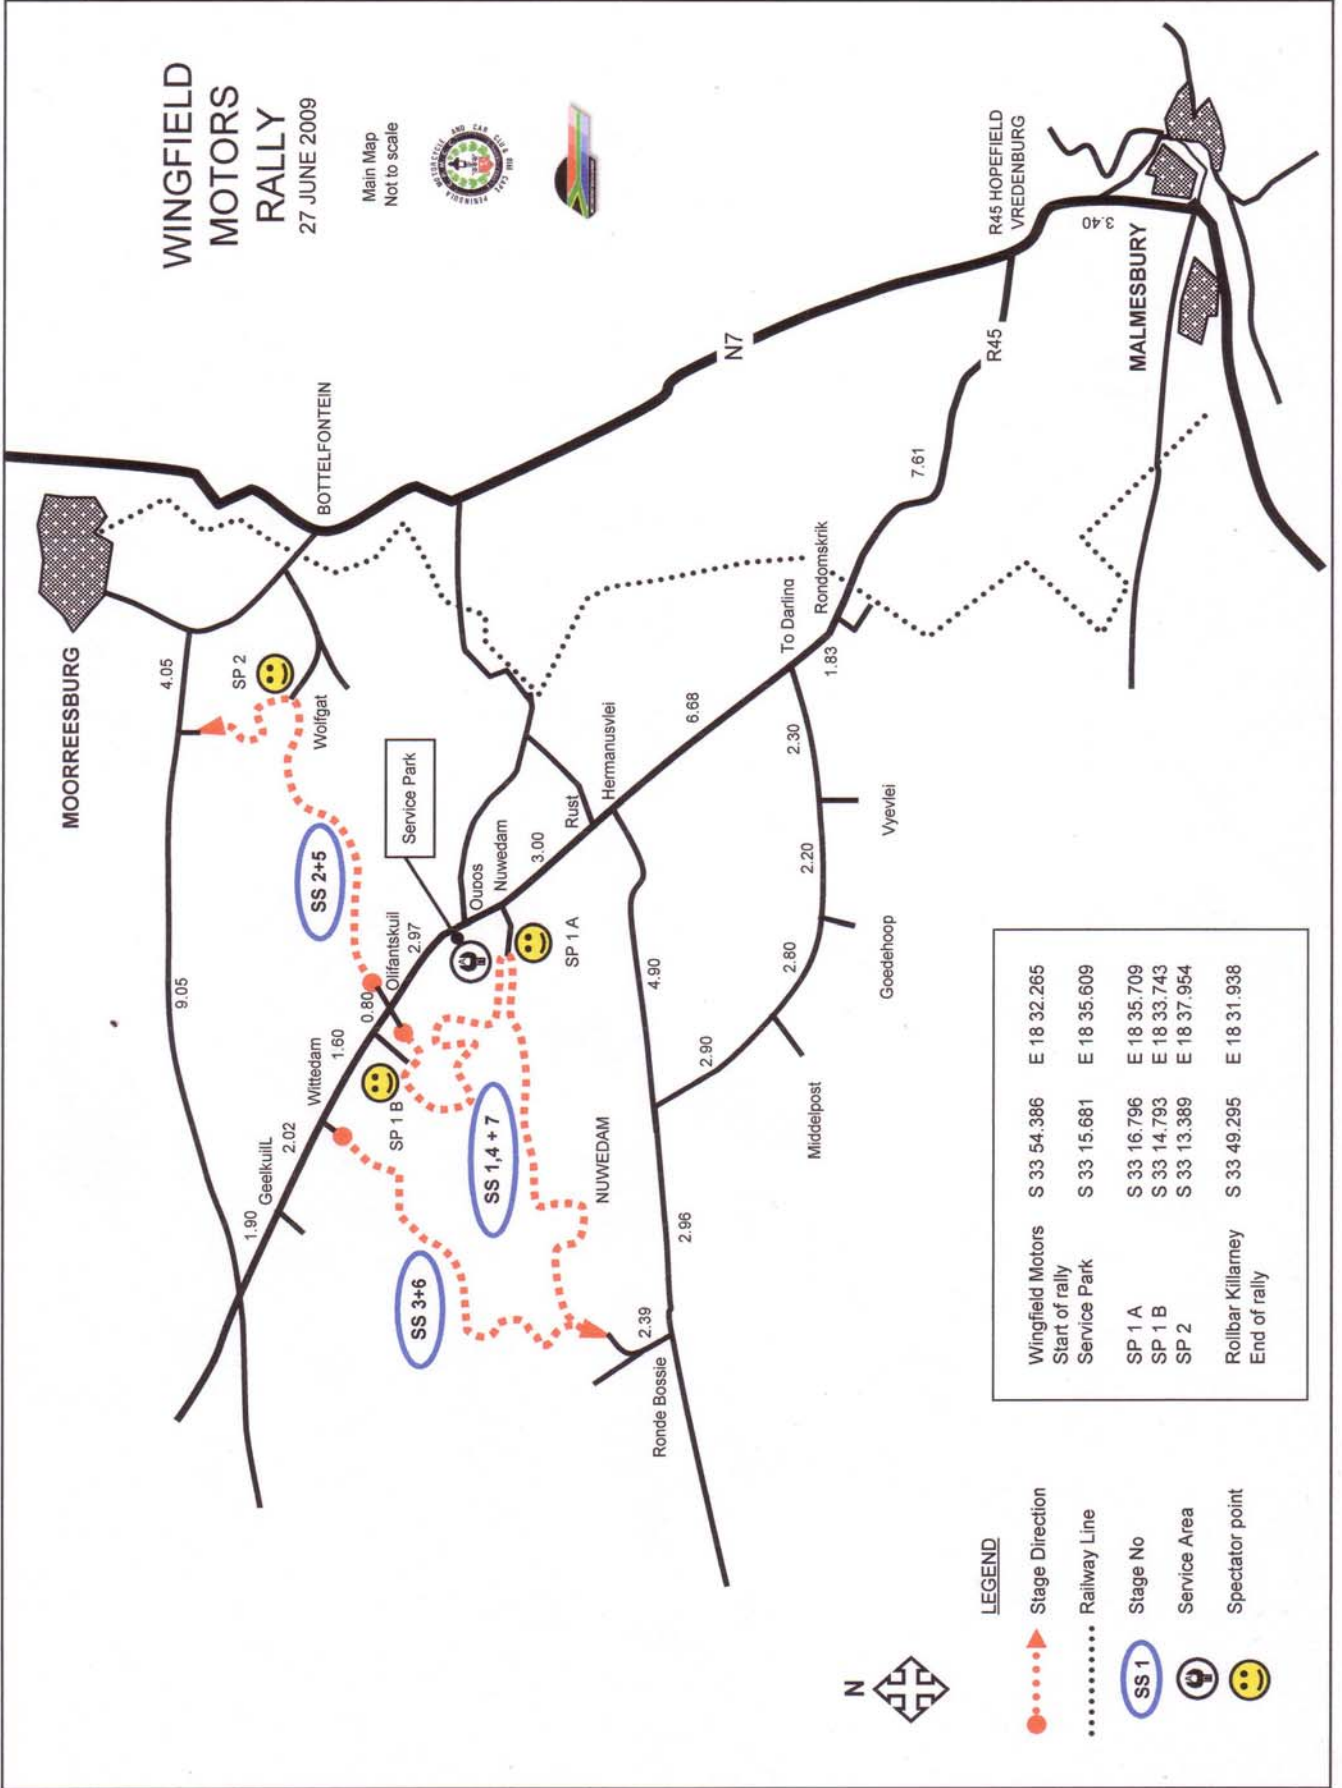 WINGFIELD
MOTORS
RALLY
27 JUNE 2009
Main Map
Not to scale
PENINSULA MOTORCYCLE AND CAR CLUB
CAPE
MOORREESBURG
BOTTELFONTEIN
4.05
SP 2
Wolfgat
9.05
SS 2+5
Service Park
N7
R45 HOPEFIELD
VREDENBURG
3.40
MALMESBURY
R45
7.61
Rondomskrik
To Darling
1.83
6.68
Hermanusvlei
Rust
3.00
Nuwedam
Oupos
2.97
Olifantskuil
0.80
1.60
Wittedam
2.02
GeelkuilL
1.90
SP 1 A
SP 1 B
SS 1,4 + 7
SS 3+6
NUWEDAM
4.90
2.96
2.39
Ronde Bossie
2.30
Vyevlei
2.20
Goedehoop
2.80
Middelpost
2.90
N
LEGEND
Stage Direction
Railway Line
SS 1 Stage No
Service Area
Spectator point
Wingfield Motors S 33 54.386 E 18 32.265
Start of rally
Service Park S 33 15.681 E 18 35.609
SP 1 A S 33 16.796 E 18 35.709
SP 1 B S 33 14.793 E 18 33.743
SP 2 S 33 13.389 E 18 37.954
Rollbar Killarney S 33 49.295 E 18 31.938
End of rally